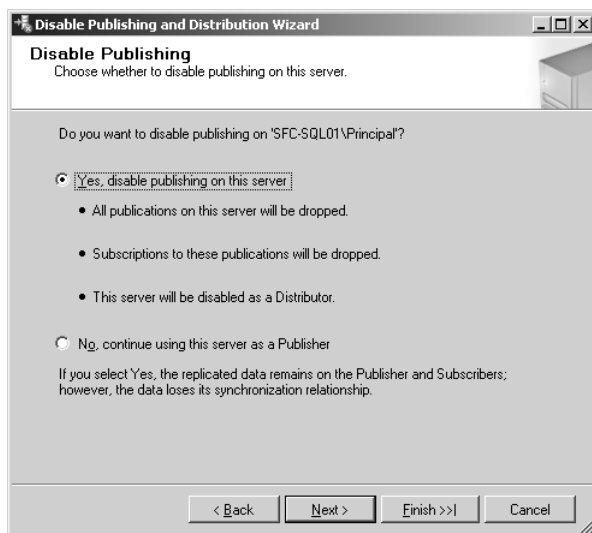 Disable Publishing and Distribution Wizard
Disable Publishing
Choose whether to disable publishing on this server.
Do you want to disable publishing on 'SFC-SQL01\Principal'?
Yes, disable publishing on this server
• All publications on this server will be dropped.
• Subscriptions to these publications will be dropped.
• This server will be disabled as a Distributor.
No, continue using this server as a Publisher
If you select Yes, the replicated data remains on the Publisher and Subscribers;
however, the data loses its synchronization relationship.
< Back Next > Finish >>| Cancel